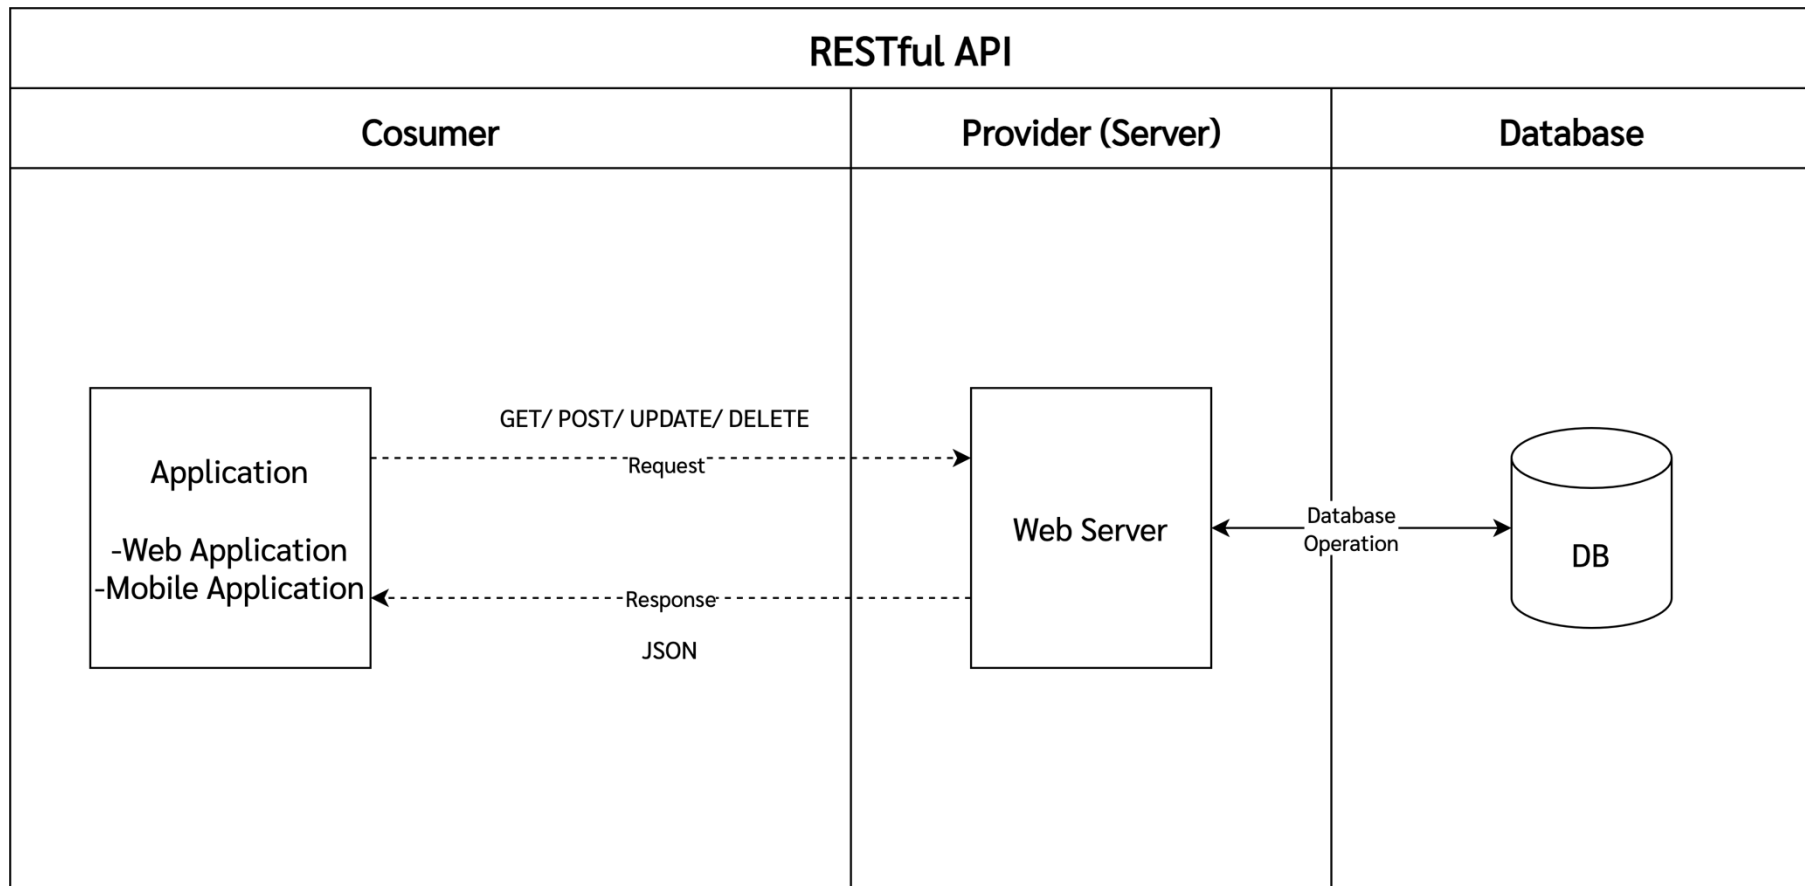 RESTful API
Cosumer
Provider (Server)
Database
Application
-Web Application
-Mobile Application
GET/ POST/ UPDATE/ DELETE
Request
Response
JSON
Web Server
Database
Operation
DB